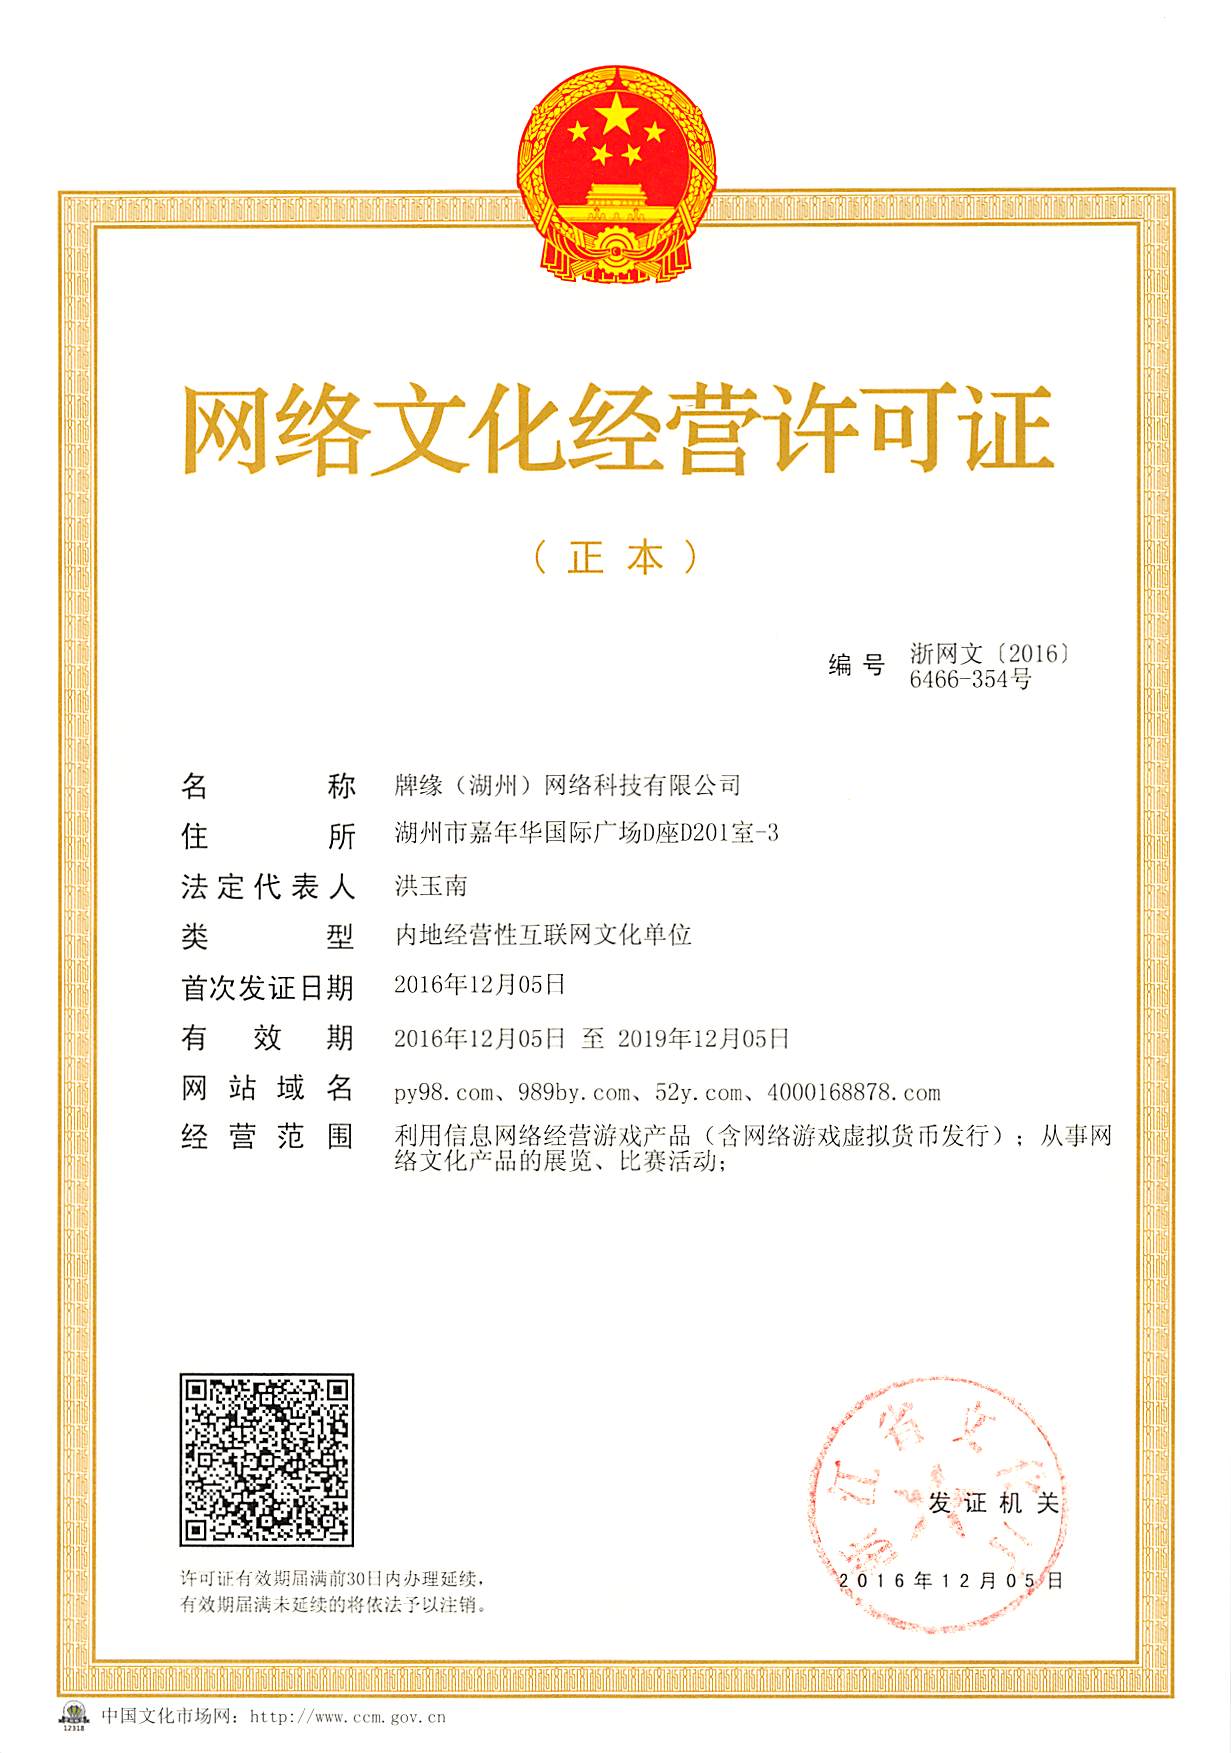 网络文化经营许可证
（正本）
编号 浙网文〔2016〕
6466-354号
名称 牌缘（湖州）网络科技有限公司
住所 湖州市嘉年华国际广场D座D201室-3
法定代表人 洪玉南
类型 内地经营性互联网文化单位
首次发证日期 2016年12月05日
有效期 2016年12月05日 至 2019年12月05日
网站域名 py98.com、989by.com、52y.com、4000168878.com
经营范围 利用信息网络经营游戏产品（含网络游戏虚拟货币发行）；从事网
络文化产品的展览、比赛活动；
江省文
发证机关
2016年12月05日
许可证有效期届满前30日内办理延续，
有效期届满未延续的将依法予以注销。
12318
中国文化市场网：http://www.ccm.gov.cn